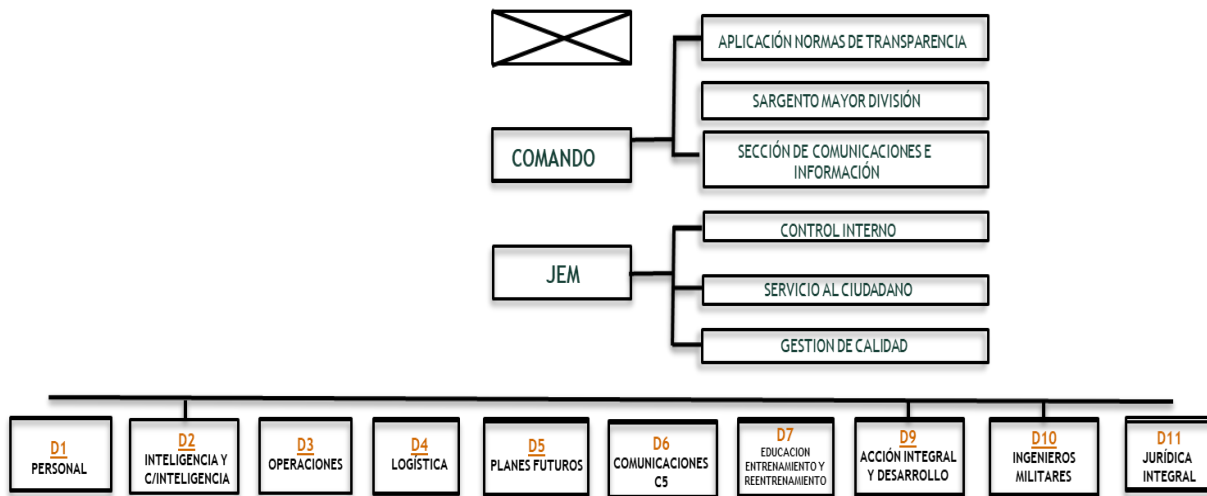 APLICACIÓN NORMAS DE TRANSPARENCIA
SARGENTO MAYOR DIVISIÓN
COMANDO
SECCIÓN DE COMUNICACIONES E
INFORMACIÓN
CONTROL INTERNO
JEM
SERVICIO AL CIUDADANO
GESTION DE CALIDAD
D1
PERSONAL
D2
INTELIGENCIA Y
C/INTELIGENCIA
D3
OPERACIONES
D4
LOGÍSTICA
D5
PLANES FUTUROS
D6
COMUNICACIONES
C5
D7
EDUCACION
ENTRENAMIENTO Y
REENTRENAMIENTO
D9
ACCIÓN INTEGRAL
Y DESARROLLO
D10
INGENIEROS
MILITARES
D11
JURÍDICA
INTEGRAL